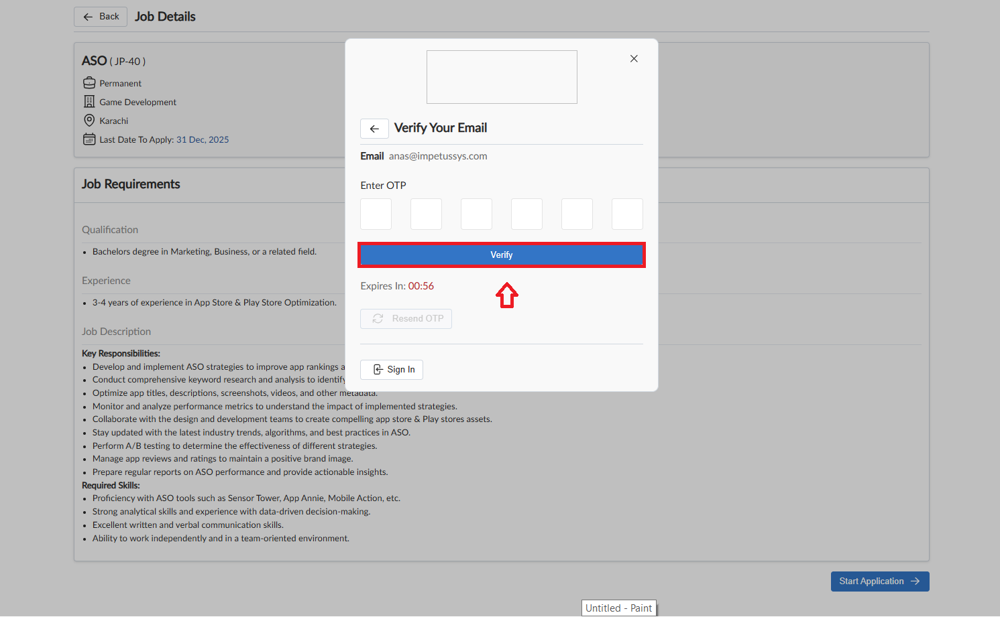 Back
Job Details
ASO ( JP-40 )
Permanent
Game Development
Karachi
Last Date To Apply: 31 Dec, 2025
Job Requirements
Qualification
Bachelors degree in Marketing, Business, or a related field.
Experience
3-4 years of experience in App Store & Play Store Optimization.
Job Description
Key Responsibilities:
Develop and implement ASO strategies to improve app rankings
Conduct comprehensive keyword research and analysis to identify
Optimize app titles, descriptions, screenshots, videos, and other metadata.
Monitor and analyze performance metrics to understand the impact of implemented strategies.
Collaborate with the design and development teams to create compelling app store & Play stores assets.
Stay updated with the latest industry trends, algorithms, and best practices in ASO.
Perform A/B testing to determine the effectiveness of different strategies.
Manage app reviews and ratings to maintain a positive brand image.
Prepare regular reports on ASO performance and provide actionable insights.
Required Skills:
Proficiency with ASO tools such as Sensor Tower, App Annie, Mobile Action, etc.
Strong analytical skills and experience with data-driven decision-making.
Excellent written and verbal communication skills.
Ability to work independently and in a team-oriented environment.
Verify Your Email
Email anas@impetussys.com
Enter OTP
Verify
Expires In: 00:56
Resend OTP
Sign In
Start Application
Untitled - Paint